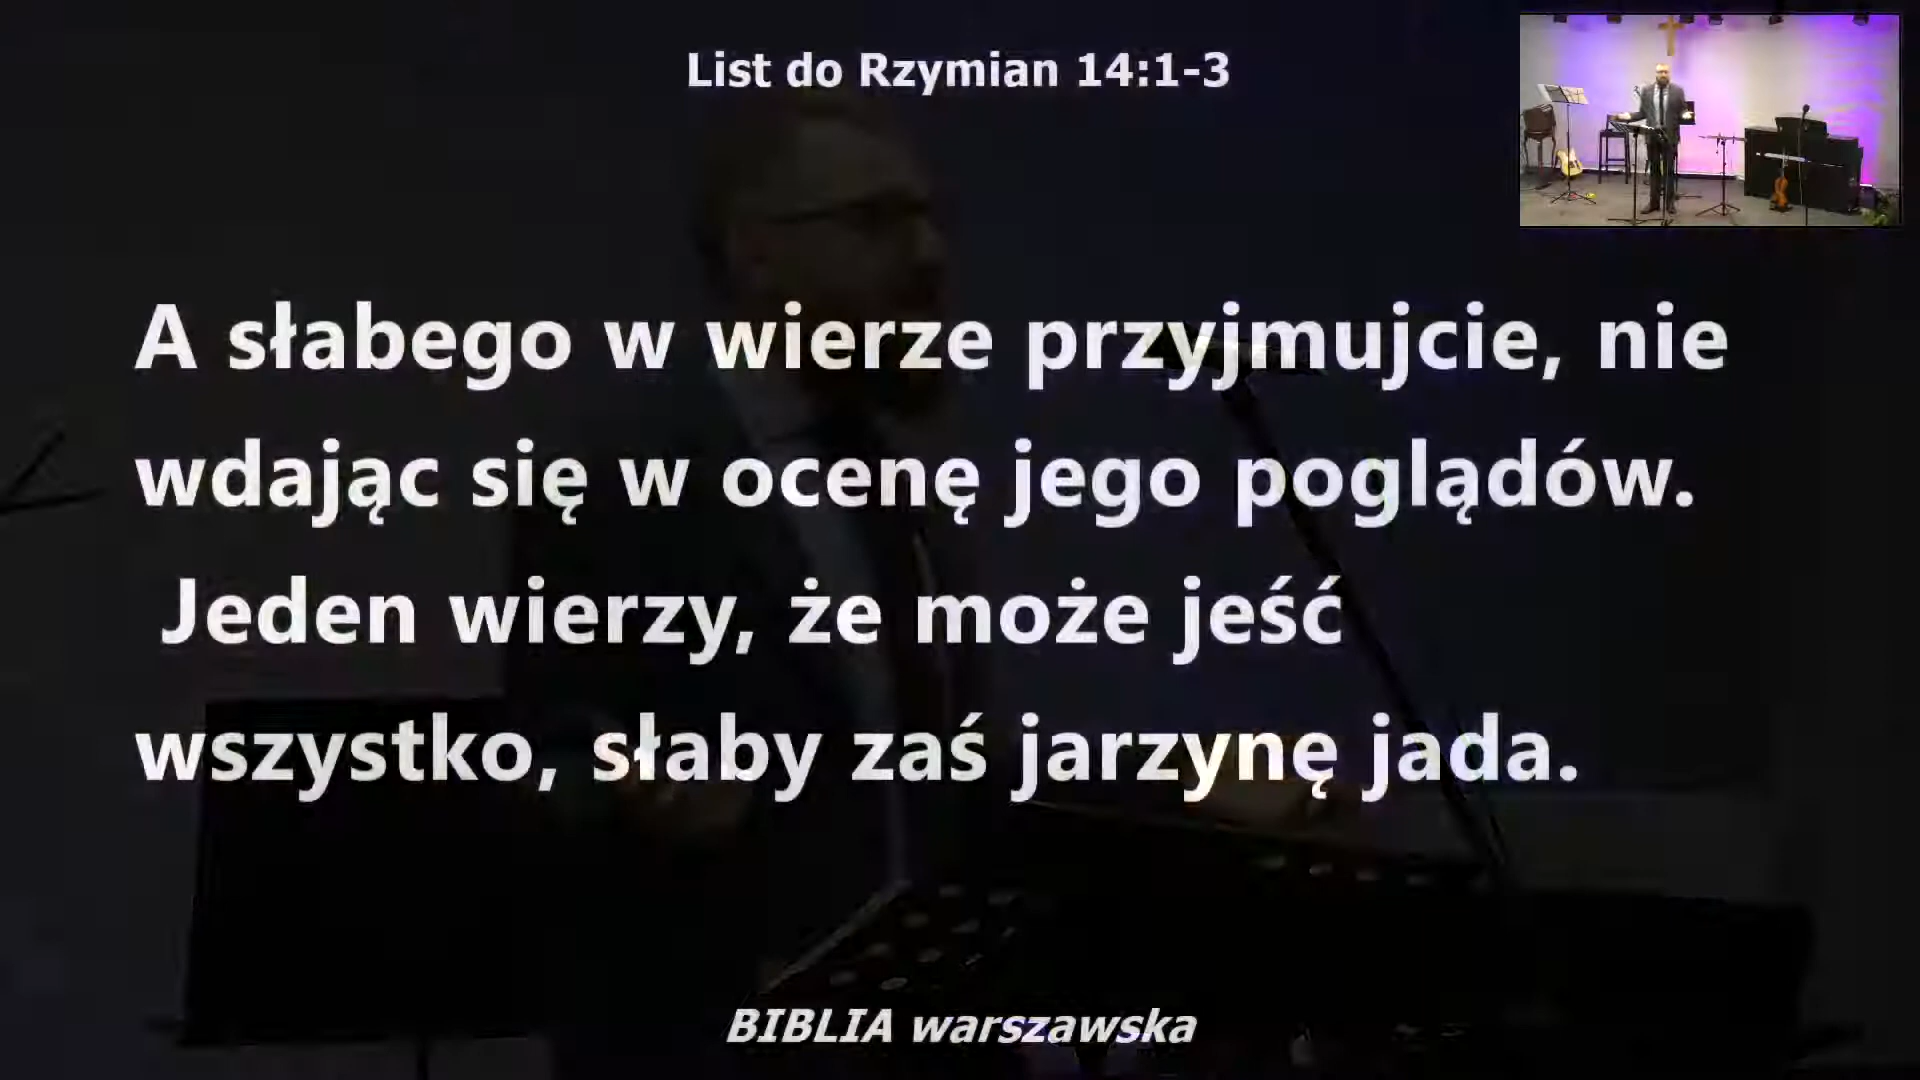 List do Rzymian 14:1-3
A słabego w wierze przyjmujcie, nie
wdając się w ocenę jego poglądów.
Jeden wierzy, że może jeść
wszystko, słaby zaś jarzynę jada.
BIBLIA warszawska